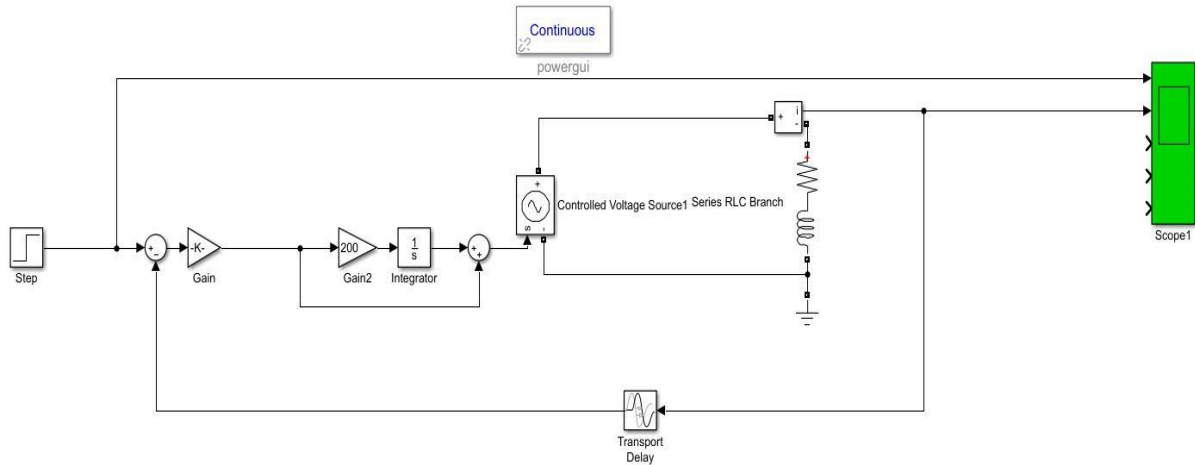 Continuous
powergui
+
i
-
+
+
s
-
Controlled Voltage Source1
Series RLC Branch
Scope1
Step
+
−
-K-
Gain
200
Gain2
1
s
Integrator
+
+
Transport
Delay